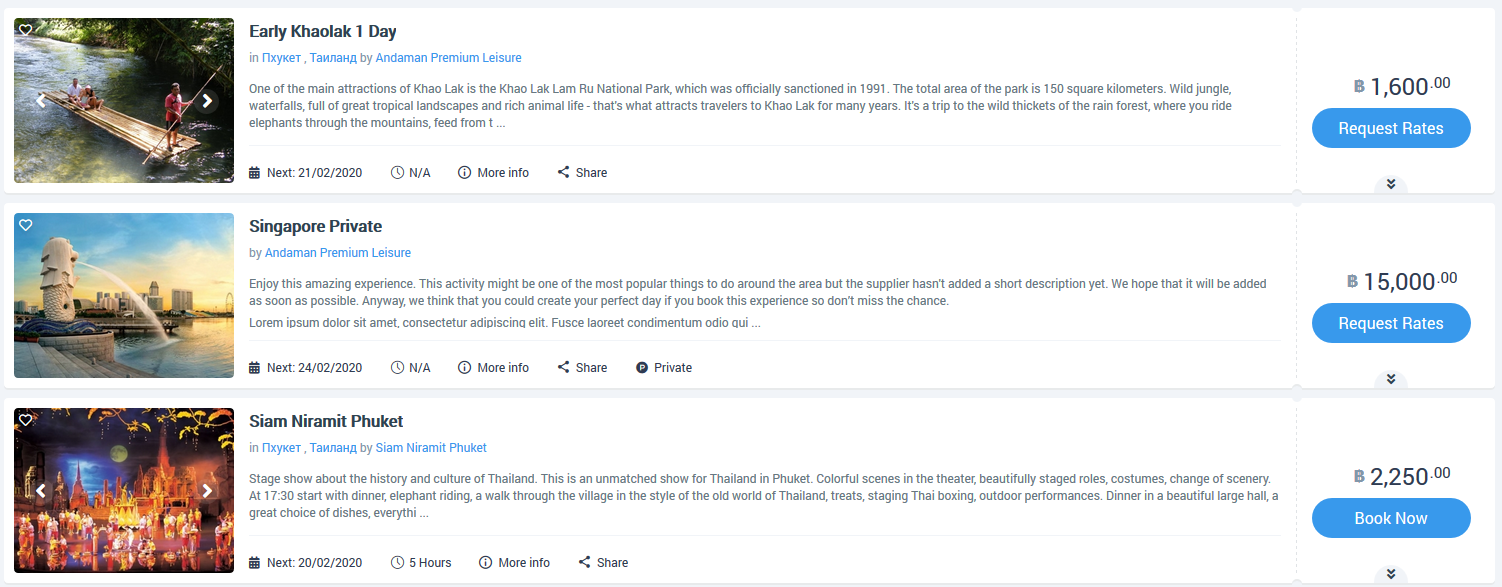 Early Khaolak 1 Day
in Пхукет , Таиланд by Andaman Premium Leisure
One of the main attractions of Khao Lak is the Khao Lak Lam Ru National Park, which was officially sanctioned in 1991. The total area of the park is 150 square kilometers. Wild jungle,
waterfalls, full of great tropical landscapes and rich animal life - that's what attracts travelers to Khao Lak for many years. It's a trip to the wild thickets of the rain forest, where you ride
elephants through the mountains, feed from t ...
Next: 21/02/2020 N/A More info Share
฿ 1,600.00
Request Rates
Singapore Private
by Andaman Premium Leisure
Enjoy this amazing experience. This activity might be one of the most popular things to do around the area but the supplier hasn't added a short description yet. We hope that it will be added
as soon as possible. Anyway, we think that you could create your perfect day if you book this experience so don't miss the chance.
Lorem ipsum dolor sit amet, consectetur adipiscing elit. Fusce laoreet condimentum odio qui ...
Next: 24/02/2020 N/A More info Share P Private
฿ 15,000.00
Request Rates
Siam Niramit Phuket
in Пхукет , Таиланд by Siam Niramit Phuket
Stage show about the history and culture of Thailand. This is an unmatched show for Thailand in Phuket. Colorful scenes in the theater, beautifully staged roles, costumes, change of scenery.
At 17:30 start with dinner, elephant riding, a walk through the village in the style of the old world of Thailand, treats, staging Thai boxing, outdoor performances. Dinner in a beautiful large hall, a
great choice of dishes, everythi ...
Next: 20/02/2020 5 Hours More info Share
฿ 2,250.00
Book Now